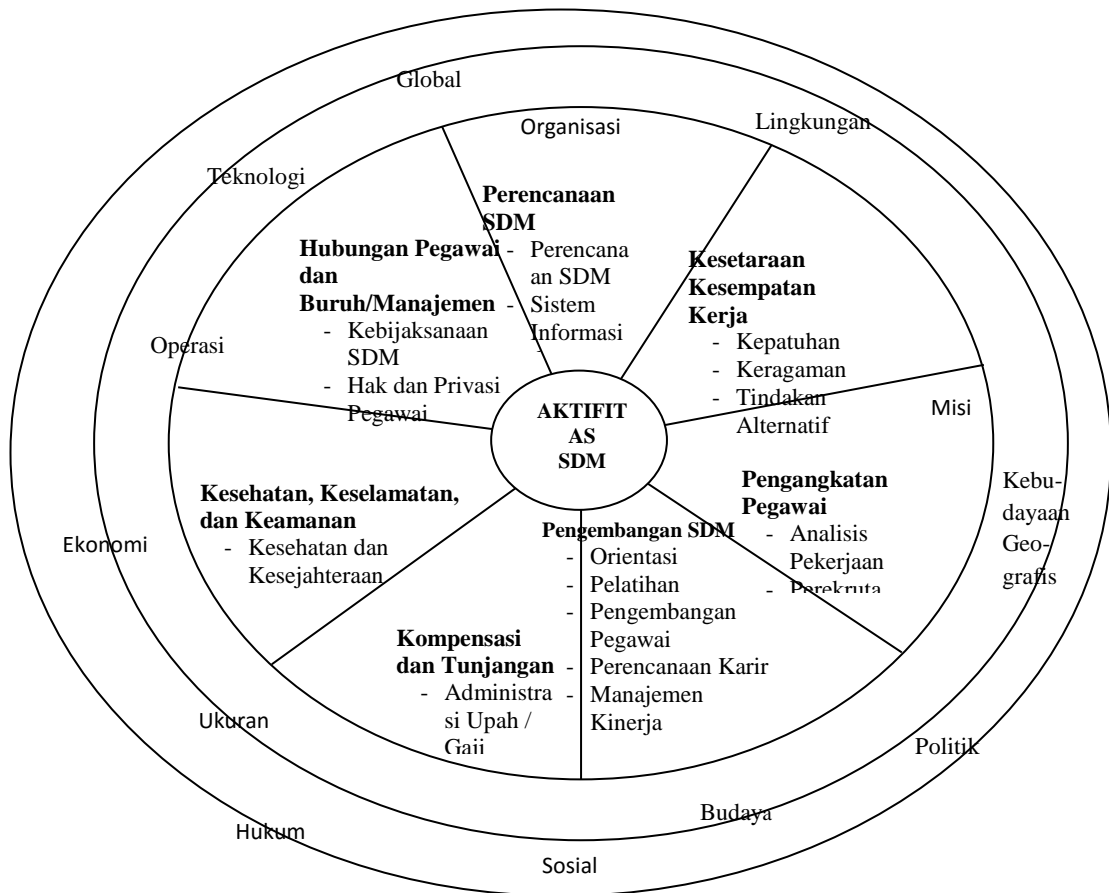 Global
Organisasi
Lingkungan
Teknologi
Perencanaan
SDM
- Perencana
an SDM
- Sistem
Informasi
Hubungan Pegawai
dan
Buruh/Manajemen
- Kebijaksanaan
SDM
- Hak dan Privasi
Pegawai
Kesetaraan
Kesempatan
Kerja
- Kepatuhan
- Keragaman
- Tindakan
Alternatif
Operasi
Misi
AKTIFIT
AS
SDM
Kesehatan, Keselamatan,
dan Keamanan
- Kesehatan dan
Kesejahteraan
Pengangkatan
Pegawai
- Analisis
Pekerjaan
- Perekruta
Kebu-
dayaan
Geo-
grafis
Ekonomi
Pengembangan SDM
- Orientasi
- Pelatihan
- Pengembangan
Pegawai
- Perencanaan Karir
- Manajemen
Kinerja
Kompensasi
dan Tunjangan
- Administra
si Upah /
Gaji
Ukuran
Politik
Budaya
Hukum
Sosial